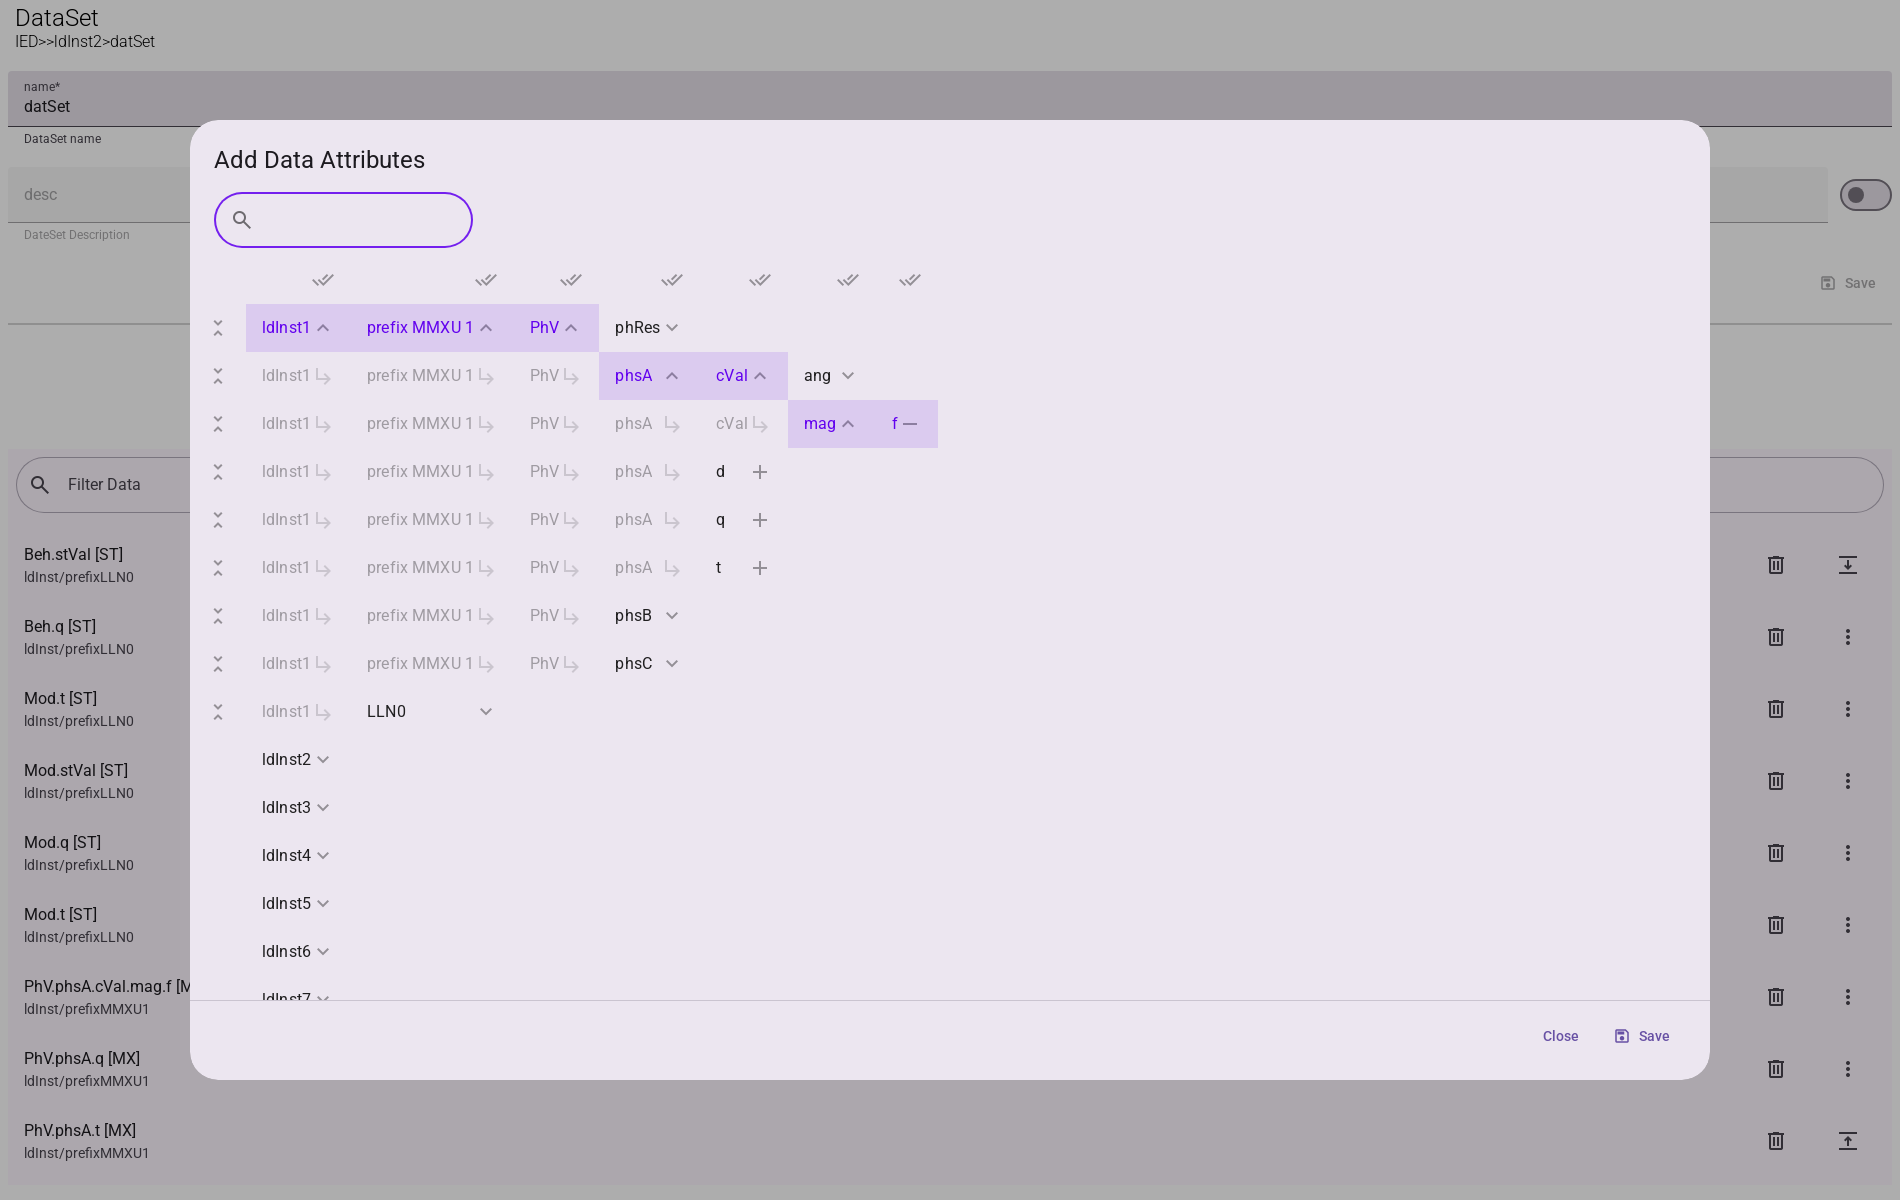 DataSet
IED>>ldInst2>datSet
name*
datSet
DataSet name
desc
DateSet Description
Save
Add Data Attributes
ldInst1 prefix MMXU 1 PhV phRes
ldInst1 prefix MMXU 1 PhV phsA cVal ang
ldInst1 prefix MMXU 1 PhV phsA cVal mag f
ldInst1 prefix MMXU 1 PhV phsA d
ldInst1 prefix MMXU 1 PhV phsA q
ldInst1 prefix MMXU 1 PhV phsA t
ldInst1 prefix MMXU 1 PhV phsB
ldInst1 prefix MMXU 1 PhV phsC
ldInst1 LLN0
ldInst2
ldInst3
ldInst4
ldInst5
ldInst6
ldInst7
Close Save
Filter Data
Beh.stVal [ST]
ldInst/prefixLLN0
Beh.q [ST]
ldInst/prefixLLN0
Mod.t [ST]
ldInst/prefixLLN0
Mod.stVal [ST]
ldInst/prefixLLN0
Mod.q [ST]
ldInst/prefixLLN0
Mod.t [ST]
ldInst/prefixLLN0
PhV.phsA.cVal.mag.f [M
ldInst/prefixMMXU1
PhV.phsA.q [MX]
ldInst/prefixMMXU1
PhV.phsA.t [MX]
ldInst/prefixMMXU1